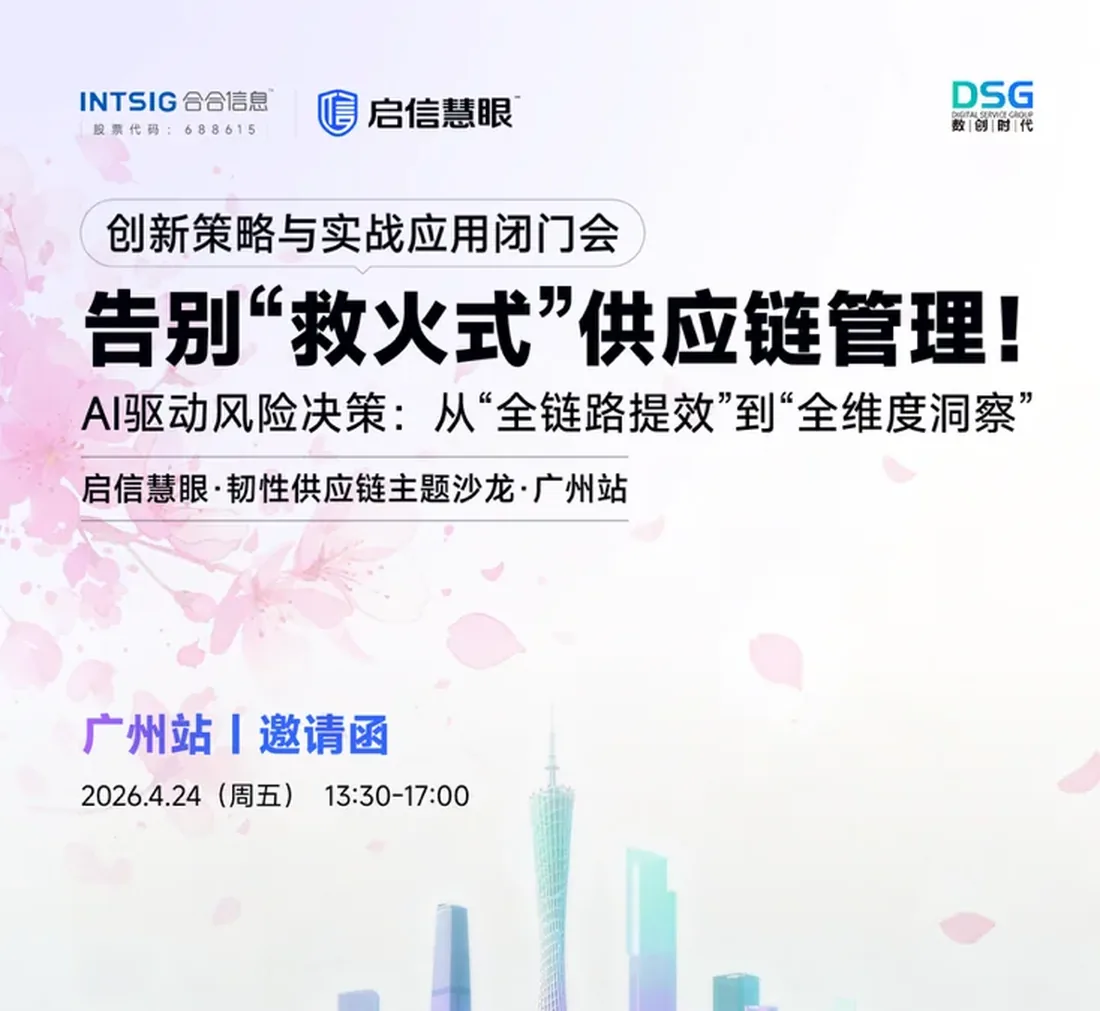 INTSIG 合合信息
股票代码：688615
启信慧眼
DSG
DIGITAL SERVICE GROUP
数|创|时|代
创新策略与实战应用闭门会
告别“救火式”供应链管理！
AI驱动风险决策：从“全链路提效”到“全维度洞察”
启信慧眼·韧性供应链主题沙龙·广州站
广州站丨邀请函
2026.4.24（周五） 13:30-17:00